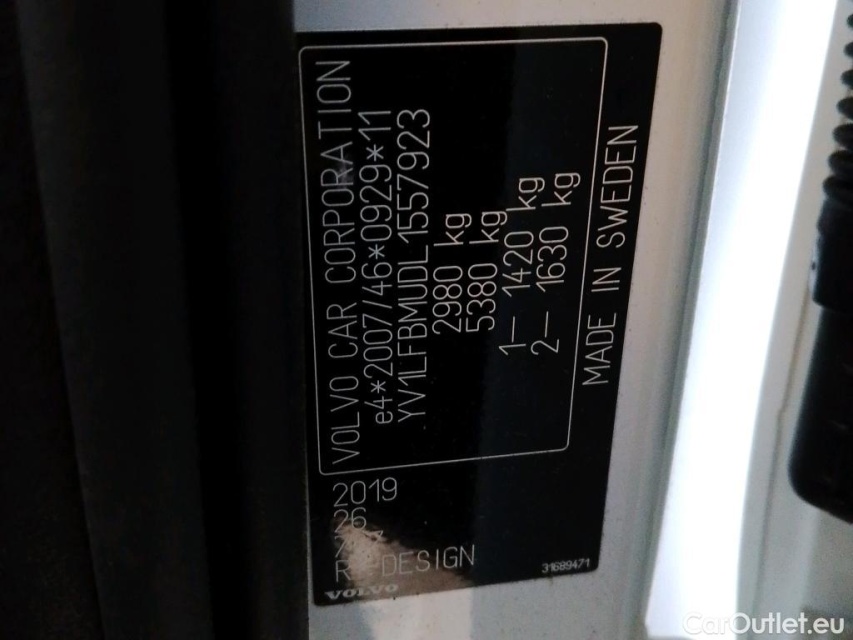 VOLVO CAR CORPORATION
e4*2007/46*0929*11
YV1LFBMUDL1557923
2980 kg
5380 kg
1— 1420 kg
2— 1630 kg
MADE IN SWEDEN
2019
26
R-DESIGN
VOLVO
31689471
CarOutlet.eu